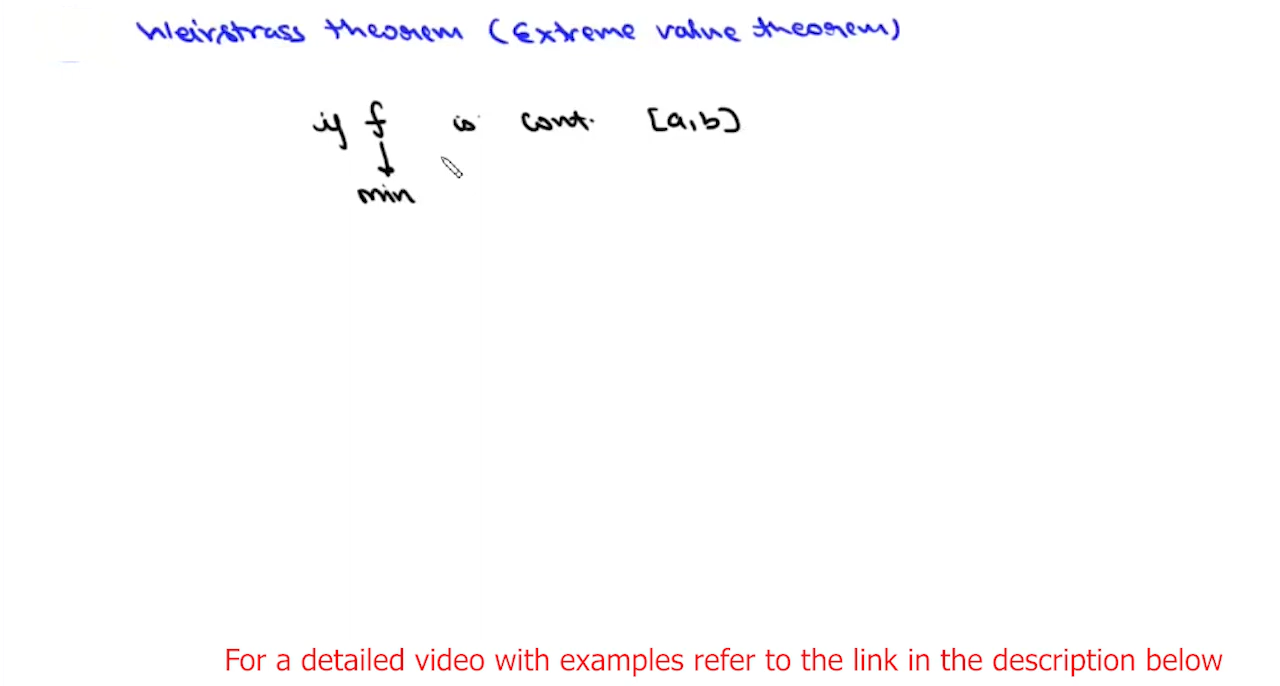 Weirstrass theorem (Extreme value theorem)
if f is cont. [a,b]
min
For a detailed video with examples refer to the link in the description below